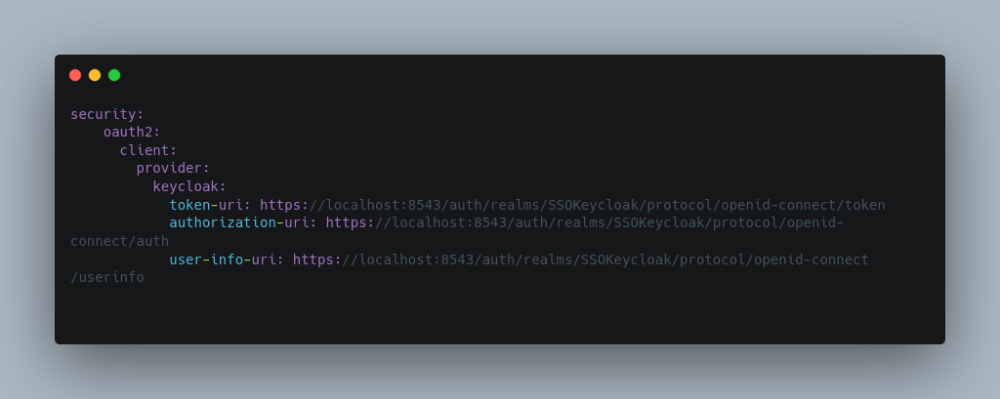 security:
    oauth2:
      client:
        provider:
          keycloak:
            token-uri: https://localhost:8543/auth/realms/SSOKeycloak/protocol/openid-connect/token
            authorization-uri: https://localhost:8543/auth/realms/SSOKeycloak/protocol/openid-
connect/auth
            user-info-uri: https://localhost:8543/auth/realms/SSOKeycloak/protocol/openid-connect
/userinfo